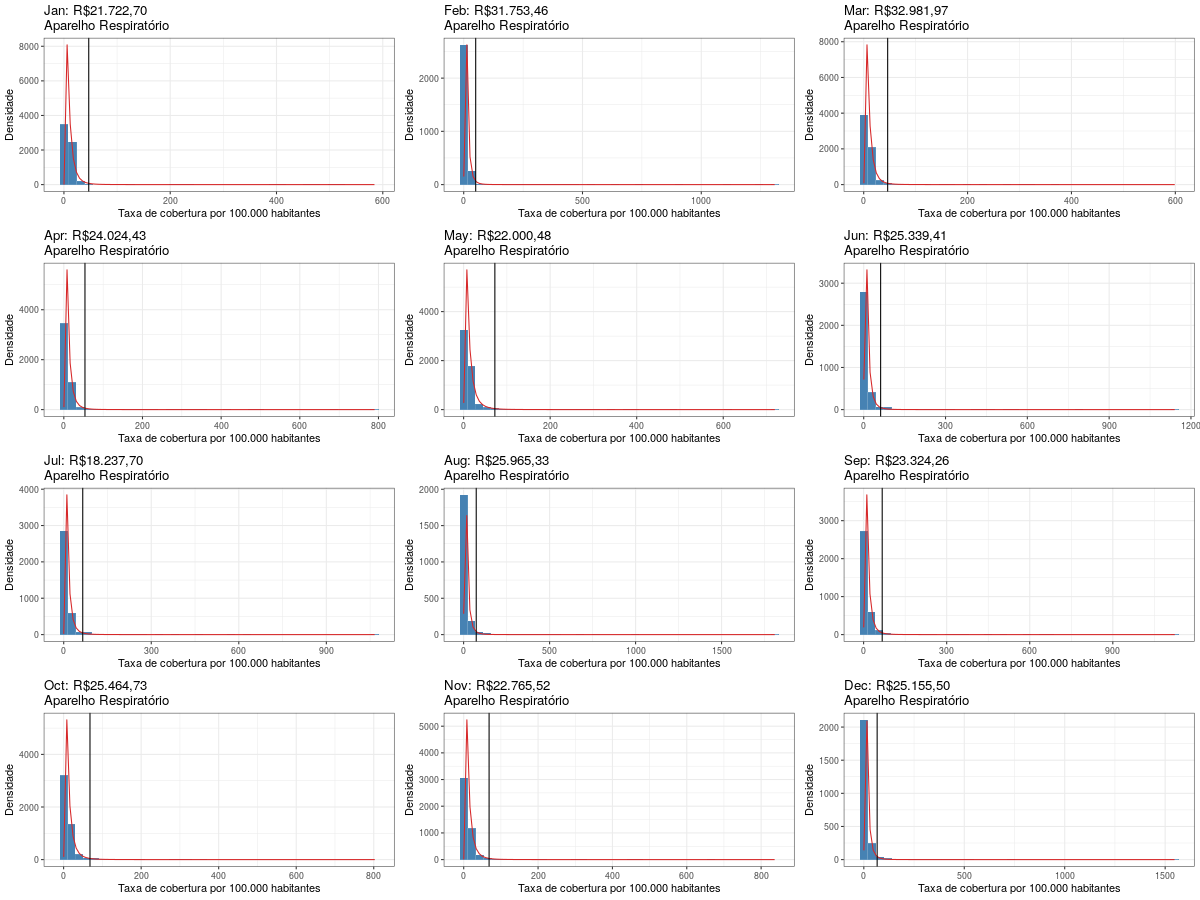 Jan: R$21.722,70
Aparelho Respiratório
8000
6000
4000
2000
0
Densidade
0 200 400 600
Taxa de cobertura por 100.000 habitantes
Feb: R$31.753,46
Aparelho Respiratório
2000
1000
0
Densidade
0 500 1000
Taxa de cobertura por 100.000 habitantes
Mar: R$32.981,97
Aparelho Respiratório
8000
6000
4000
2000
0
Densidade
0 200 400 600
Taxa de cobertura por 100.000 habitantes
Apr: R$24.024,43
Aparelho Respiratório
4000
2000
0
Densidade
0 200 400 600 800
Taxa de cobertura por 100.000 habitantes
May: R$22.000,48
Aparelho Respiratório
4000
2000
0
Densidade
0 200 400 600
Taxa de cobertura por 100.000 habitantes
Jun: R$25.339,41
Aparelho Respiratório
3000
2000
1000
0
Densidade
0 300 600 900 1200
Taxa de cobertura por 100.000 habitantes
Jul: R$18.237,70
Aparelho Respiratório
4000
3000
2000
1000
0
Densidade
0 300 600 900
Taxa de cobertura por 100.000 habitantes
Aug: R$25.965,33
Aparelho Respiratório
2000
1500
1000
500
0
Densidade
0 500 1000 1500
Taxa de cobertura por 100.000 habitantes
Sep: R$23.324,26
Aparelho Respiratório
3000
2000
1000
0
Densidade
0 300 600 900
Taxa de cobertura por 100.000 habitantes
Oct: R$25.464,73
Aparelho Respiratório
4000
2000
0
Densidade
0 200 400 600 800
Taxa de cobertura por 100.000 habitantes
Nov: R$22.765,52
Aparelho Respiratório
5000
4000
3000
2000
1000
0
Densidade
0 200 400 600 800
Taxa de cobertura por 100.000 habitantes
Dec: R$25.155,50
Aparelho Respiratório
2000
1500
1000
500
0
Densidade
0 500 1000 1500
Taxa de cobertura por 100.000 habitantes